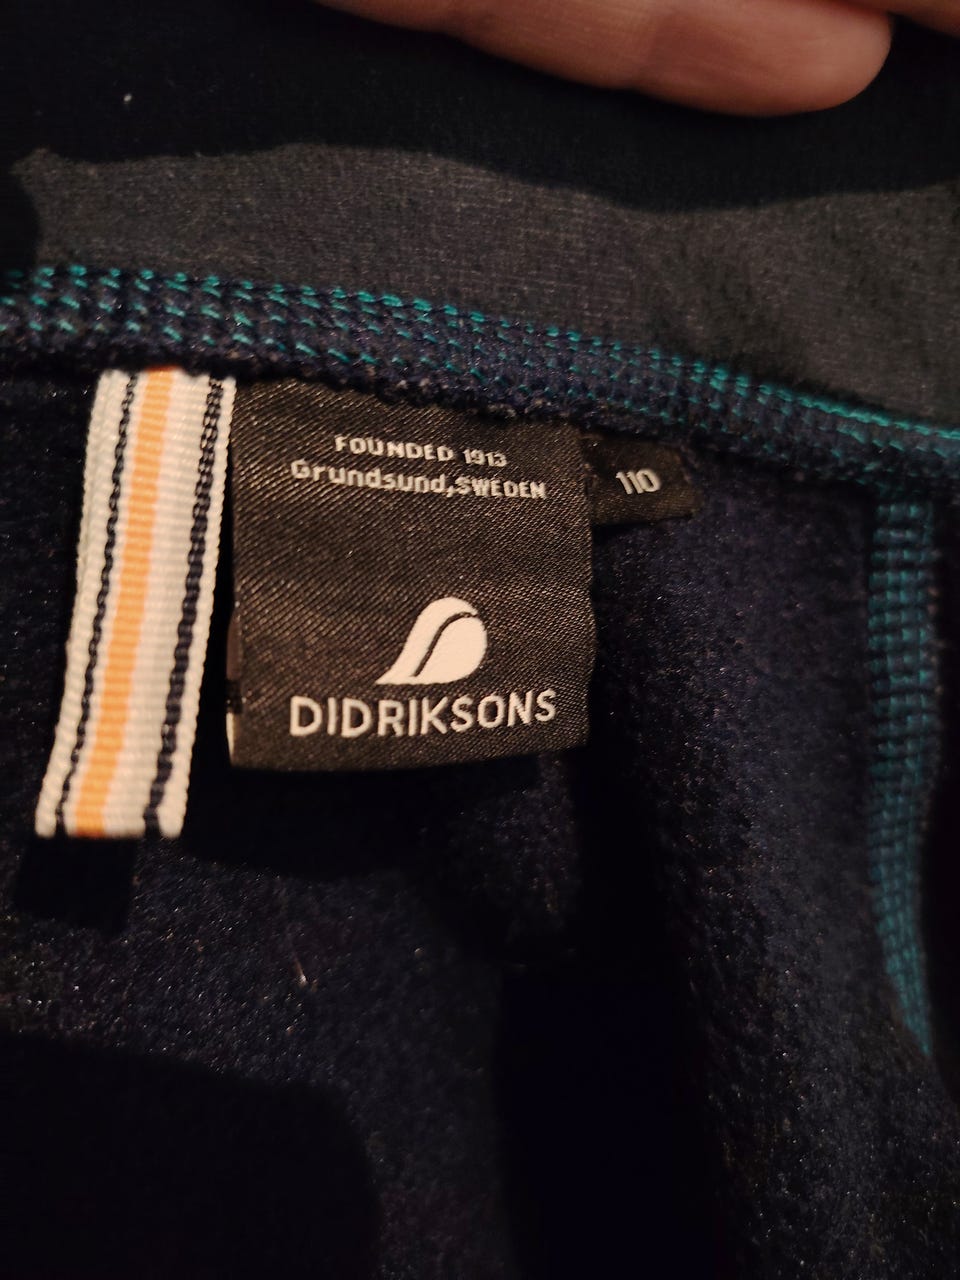 FOUNDED 1913
Grundsund, SWEDEN
110
DIDRIKSONS